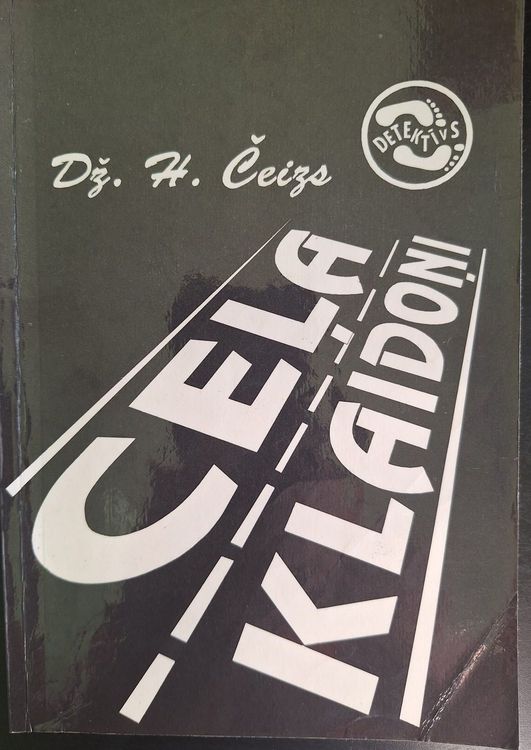 DETEKTĪVS
Dž. H. Čeizs
CEĻA
KLAIDOŅI